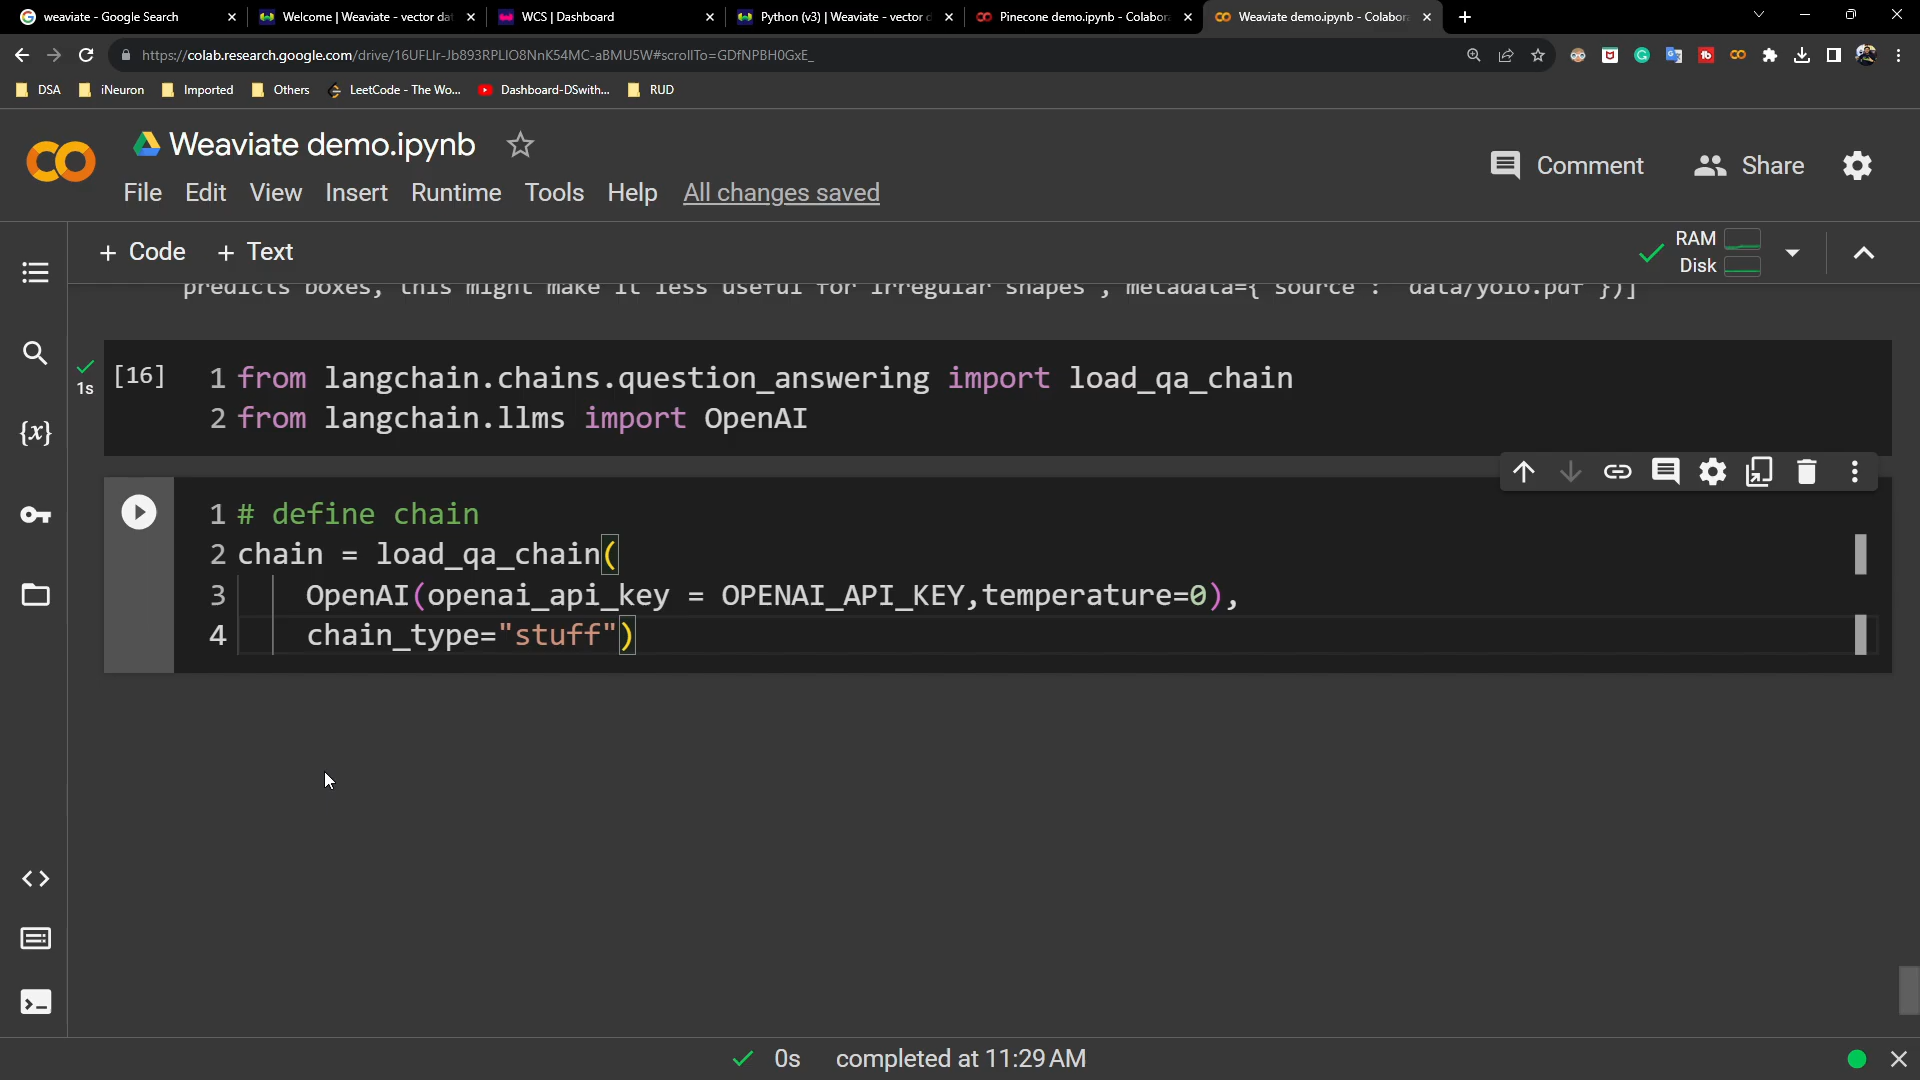 weaviate - Google Search
Welcome | Weaviate - vector dat
WCS | Dashboard
Python (v3) | Weaviate - vector d
Pinecone demo.ipynb - Colabora
Weaviate demo.ipynb - Colabora
https://colab.research.google.com/drive/16UFLIr-Jb893RPLIO8NnK54MC-aBMU5W#scrollTo=GDfNPBH0GxE_
DSA
iNeuron
Imported
Others
LeetCode - The Wo...
Dashboard-DSwith...
RUD
Weaviate demo.ipynb
Comment
Share
File Edit View Insert Runtime Tools Help All changes saved
+ Code + Text
RAM
Disk
predicts boxes, this might make it less useful for irregular shapes', metadata={'source': 'data/yolo.pdf'})]
1s
[16]
1 from langchain.chains.question_answering import load_qa_chain
2 from langchain.llms import OpenAI
1 # define chain
2 chain = load_qa_chain(
3 OpenAI(openai_api_key = OPENAI_API_KEY,temperature=0),
4 chain_type="stuff")
0s completed at 11:29 AM